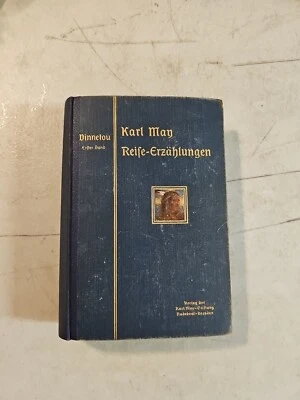 Winnetou
Erster Band
Karl May
Reise-Erzählungen
Verlag der
Karl-May-Stiftung
Radebeul-Dresden